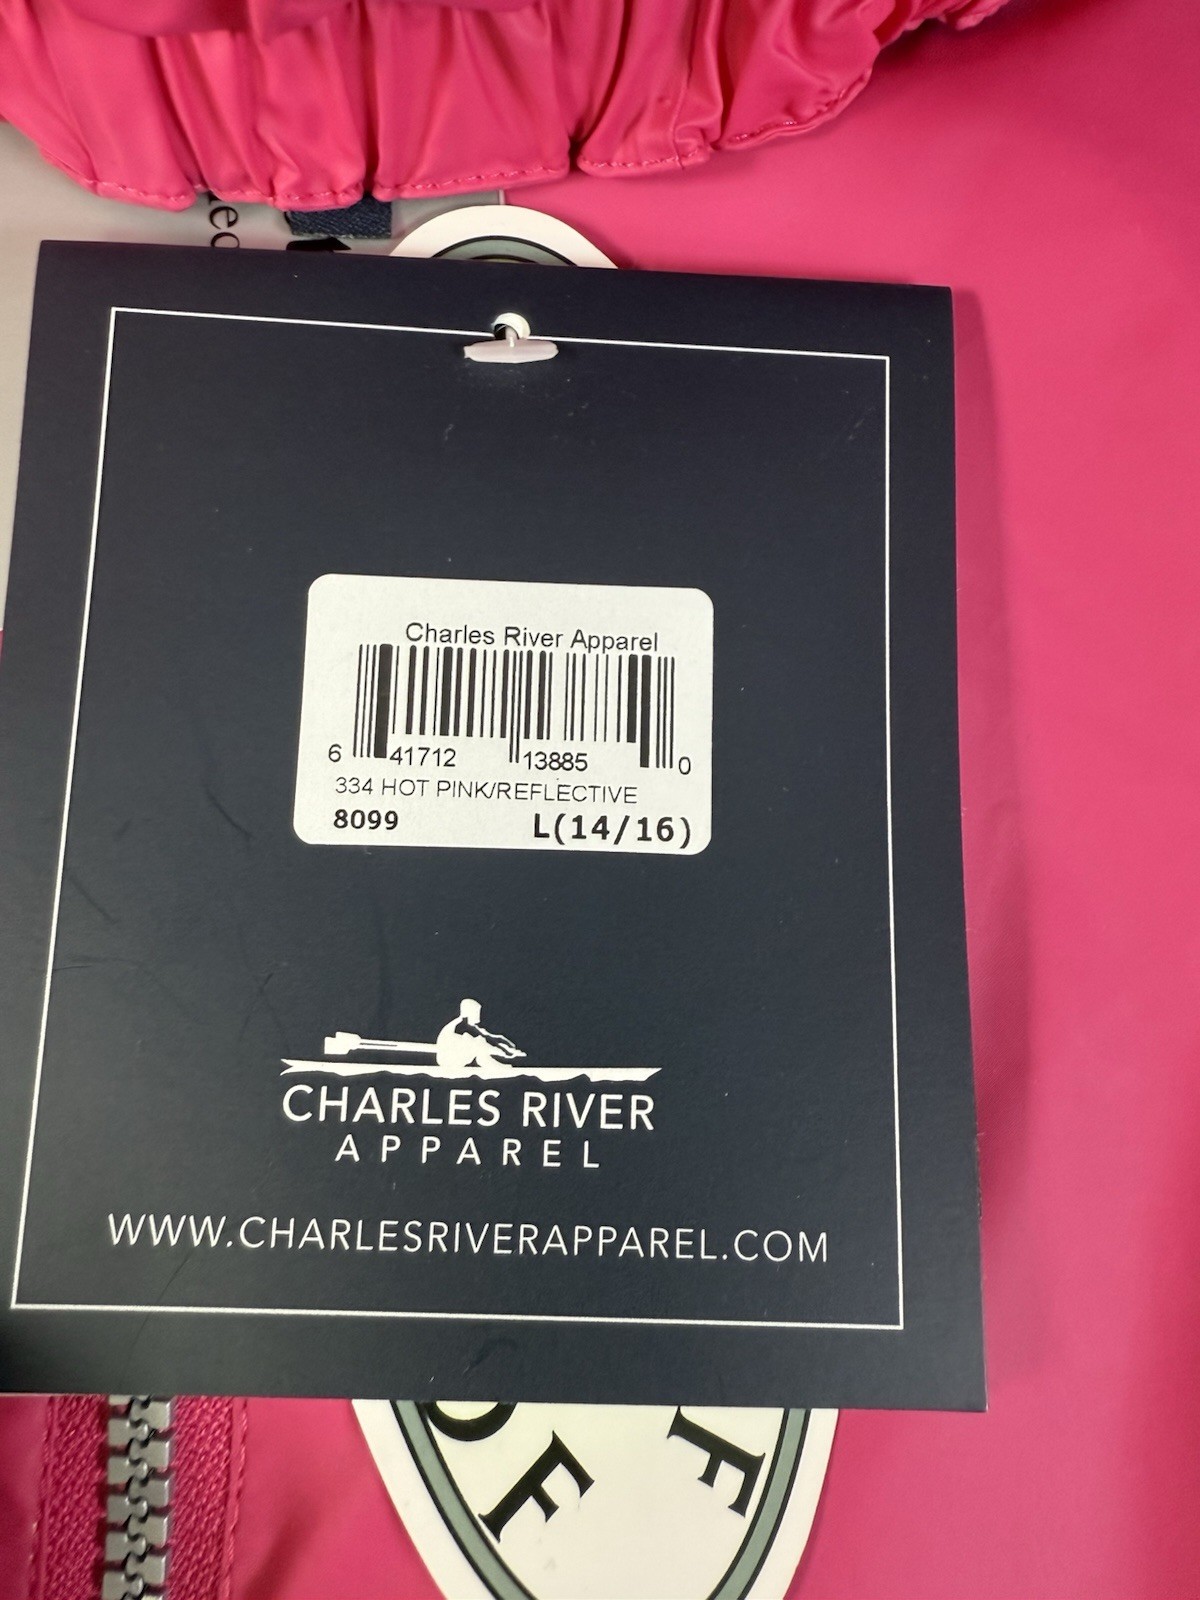 Charles River Apparel
6 41712 13885 0
334 HOT PINK/REFLECTIVE
8099 L(14/16)
CHARLES RIVER
APPAREL
WWW.CHARLESRIVERAPPAREL.COM